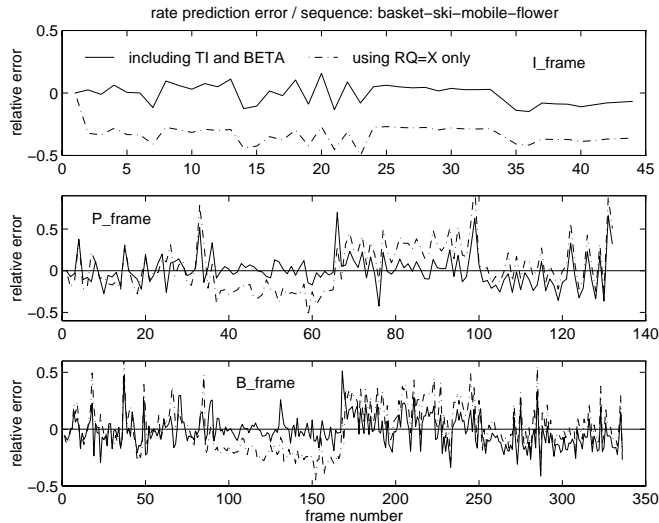 rate prediction error / sequence: basket-ski-mobile-flower
0.5
including TI and BETA
using RQ=X only
I_frame
relative error
0
-0.5
0 5 10 15 20 25 30 35 40 45
P_frame
0.5
relative error
0
-0.5
0 20 40 60 80 100 120 140
B_frame
0.5
relative error
0
-0.5
0 50 100 150 200 250 300 350
frame number